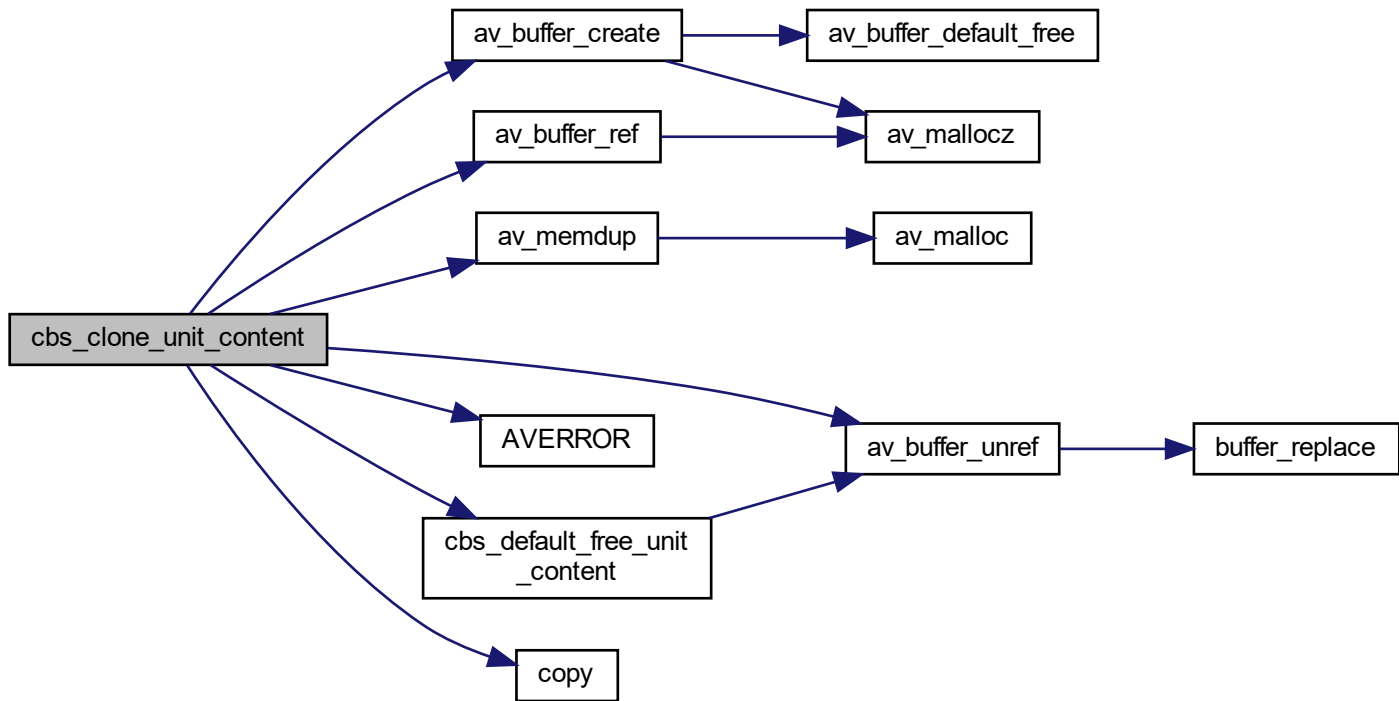 av_buffer_create
av_buffer_default_free
av_buffer_ref
av_mallocz
av_memdup
av_malloc
cbs_clone_unit_content
AVERROR
av_buffer_unref
buffer_replace
cbs_default_free_unit
_content
copy